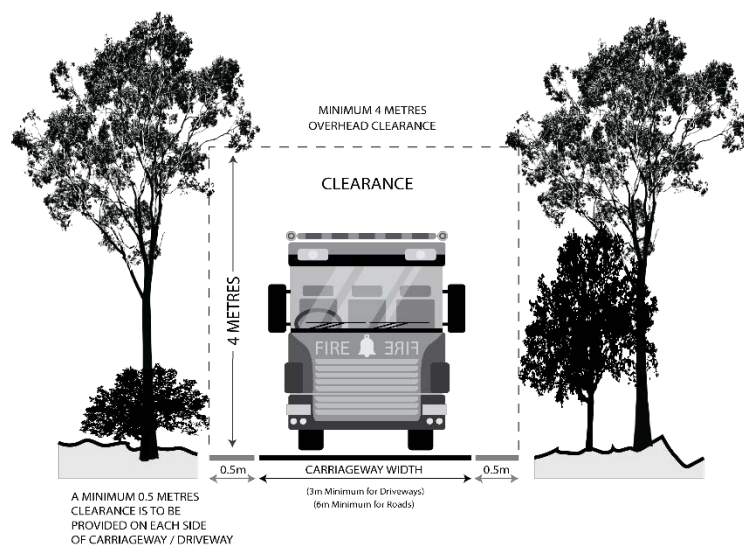 MINIMUM 4 METRES
OVERHEAD CLEARANCE
CLEARANCE
4 METRES
FIRE FIRE
0.5m
CARRIAGEWAY WIDTH
0.5m
(3m Minimum for Driveways)
(6m Minimum for Roads)
A MINIMUM 0.5 METRES
CLEARANCE IS TO BE
PROVIDED ON EACH SIDE
OF CARRIAGEWAY / DRIVEWAY